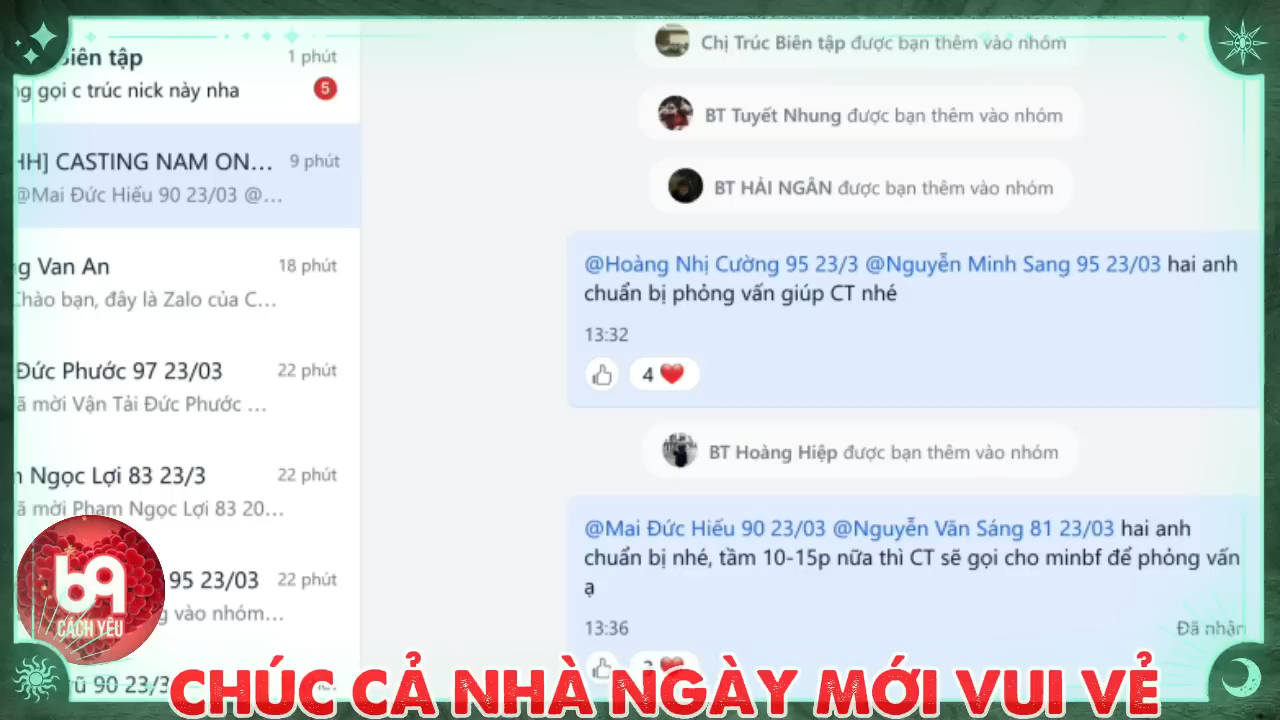 Biên tập
1 phút
ng gọi c trúc nick này nha
5
HH] CASTING NAM ON...
9 phút
@Mai Đức Hiếu 90 23/03 @...
g Van An
18 phút
Chào bạn, đây là Zalo của C...
Đức Phước 97 23/03
22 phút
ã mời Vận Tải Đức Phước ...
Ngọc Lợi 83 23/3
22 phút
ã mời Phạm Ngọc Lợi 83 20...
95 23/03
22 phút
g vào nhóm...
ũ 90 23/3
Chị Trúc Biên tập được bạn thêm vào nhóm
BT Tuyết Nhung được bạn thêm vào nhóm
BT HẢI NGÂN được bạn thêm vào nhóm
@Hoàng Nhị Cường 95 23/3 @Nguyễn Minh Sang 95 23/03 hai anh
chuẩn bị phỏng vấn giúp CT nhé
13:32
4
BT Hoàng Hiệp được bạn thêm vào nhóm
@Mai Đức Hiếu 90 23/03 @Nguyễn Văn Sáng 81 23/03 hai anh
chuẩn bị nhé, tầm 10-15p nữa thì CT sẽ gọi cho minbf để phỏng vấn
ạ
13:36
Đã nhận
b9
CÁCH YÊU
CHÚC CẢ NHÀ NGÀY MỚI VUI VẺ